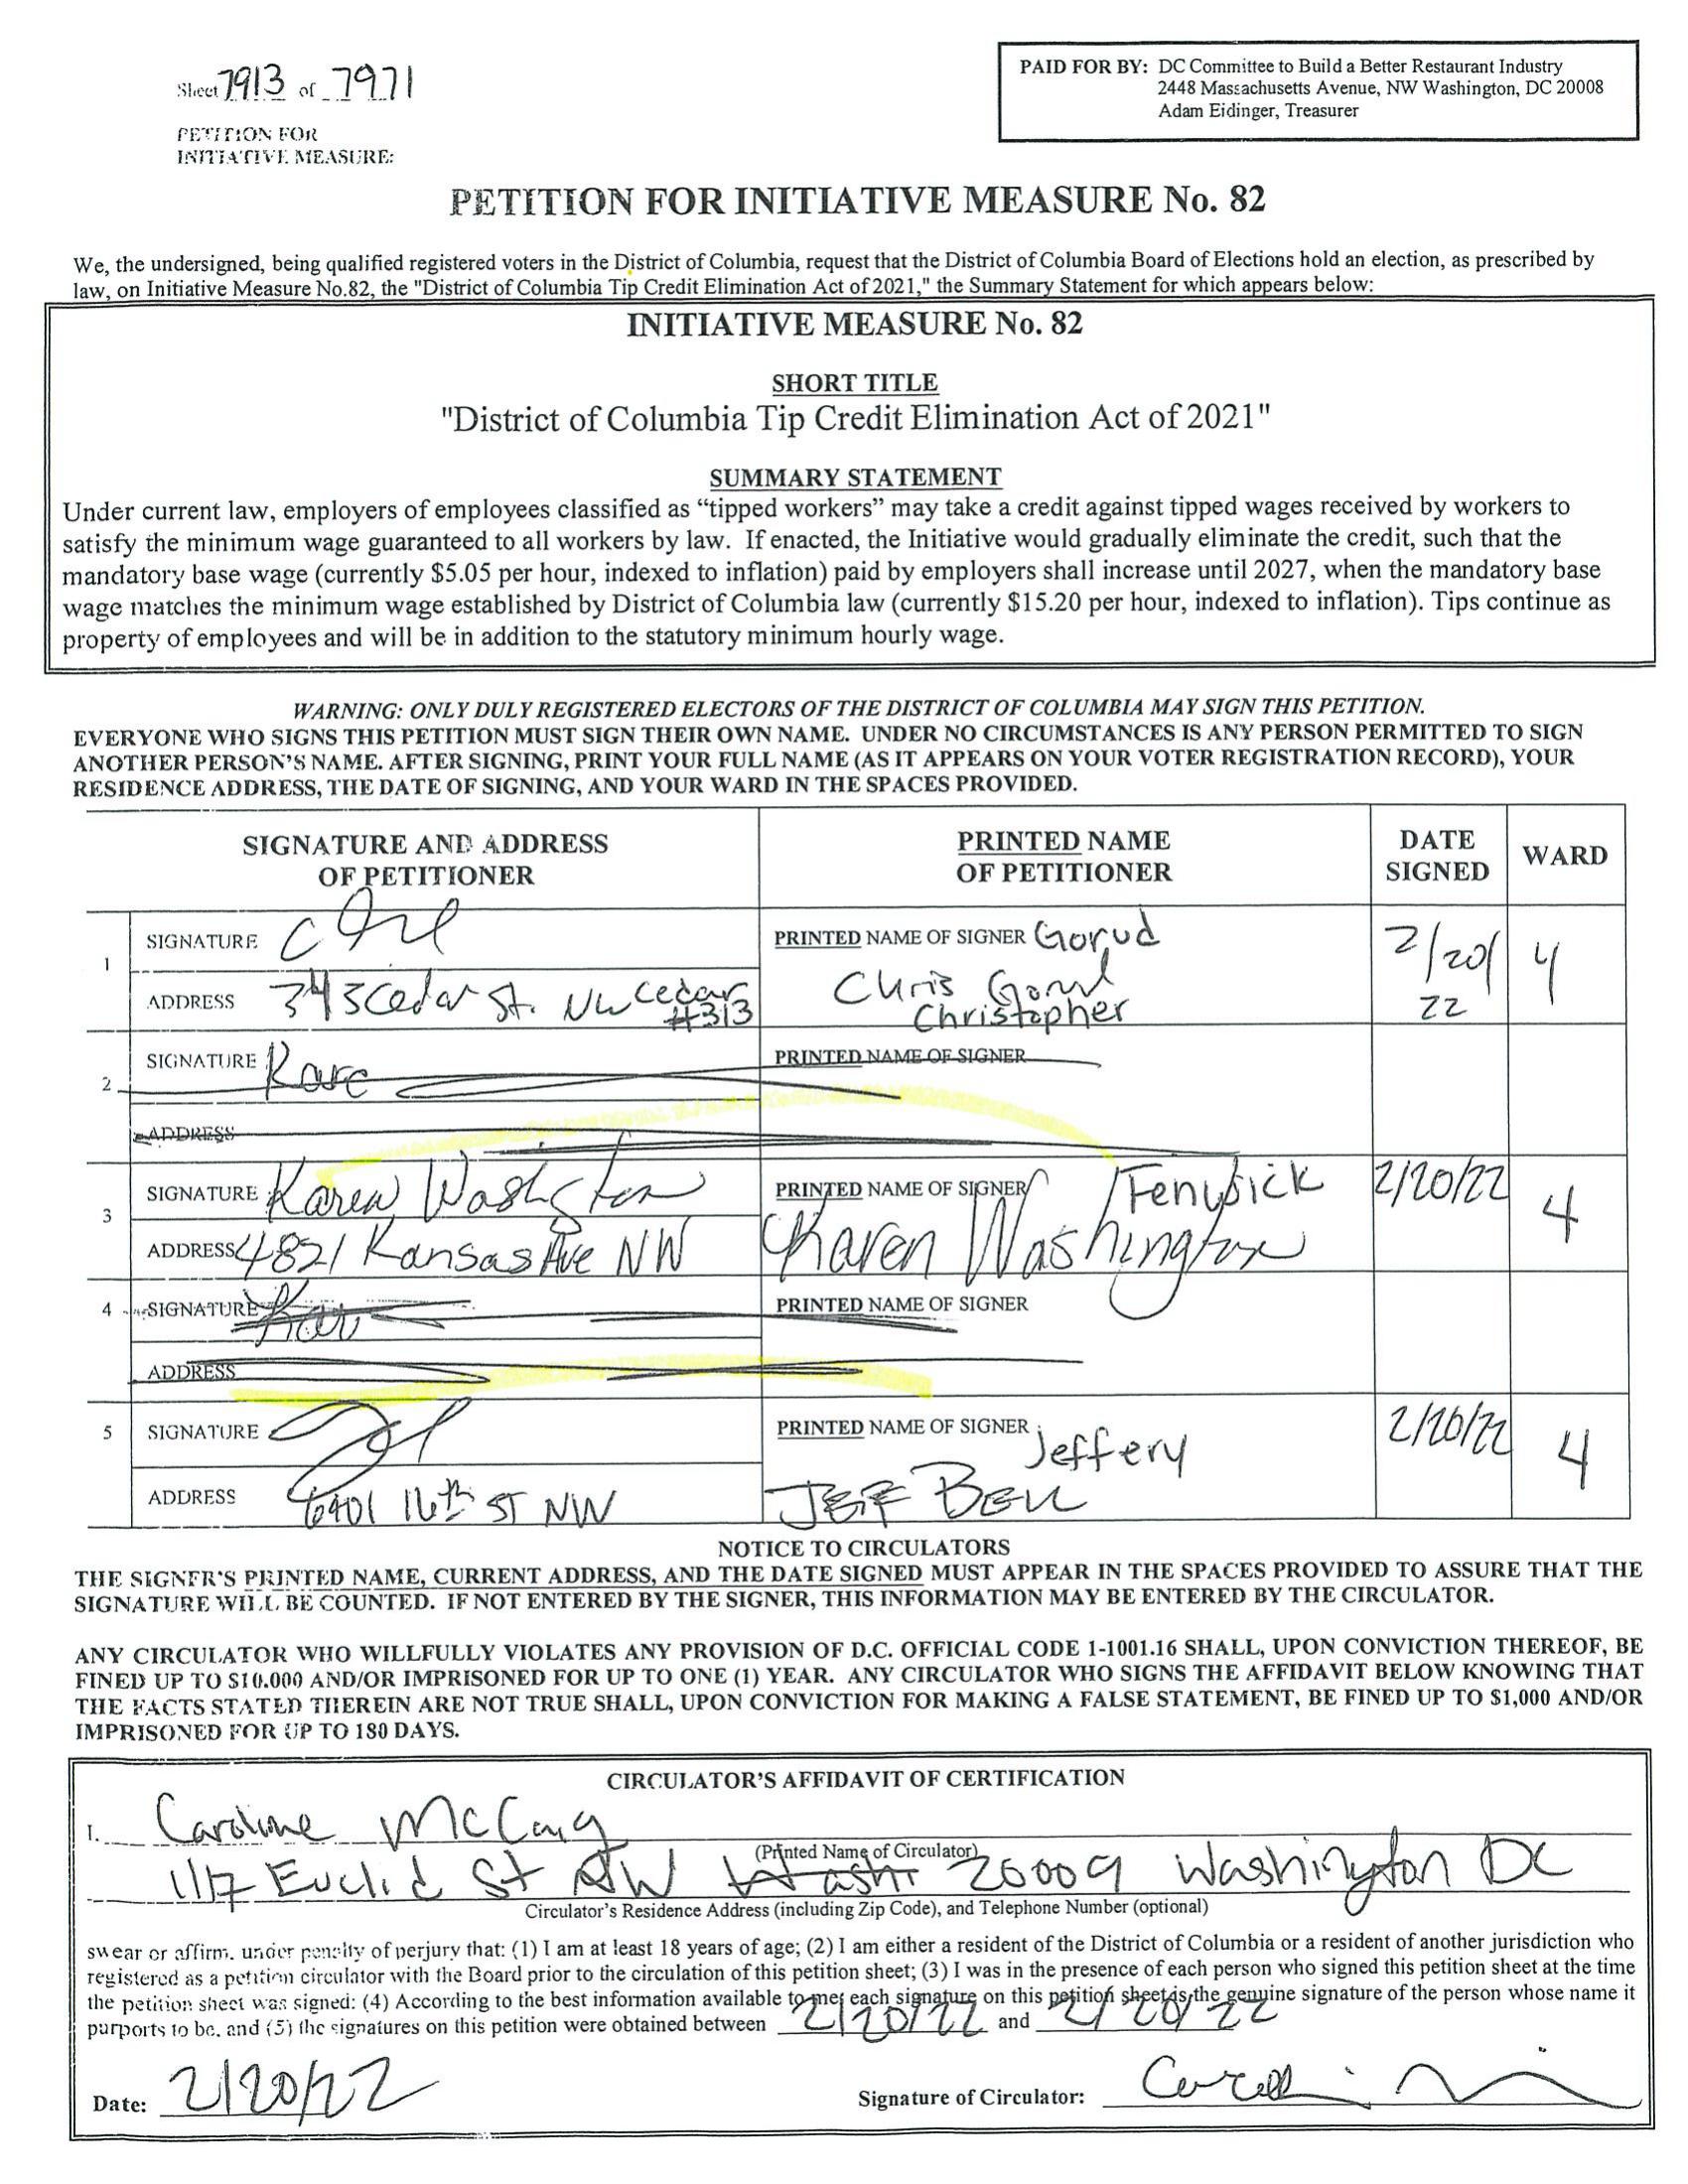 Sheet 7913 of 7971
PAID FOR BY: DC Committee to Build a Better Restaurant Industry
2448 Massachusetts Avenue, NW Washington, DC 20008
Adam Eidinger, Treasurer
PETITION FOR
INITIATIVE MEASURE:
PETITION FOR INITIATIVE MEASURE No. 82
We, the undersigned, being qualified registered voters in the District of Columbia, request that the District of Columbia Board of Elections hold an election, as prescribed by
law, on Initiative Measure No.82, the "District of Columbia Tip Credit Elimination Act of 2021," the Summary Statement for which appears below:
INITIATIVE MEASURE No. 82
SHORT TITLE
"District of Columbia Tip Credit Elimination Act of 2021"
SUMMARY STATEMENT
Under current law, employers of employees classified as “tipped workers” may take a credit against tipped wages received by workers to
satisfy the minimum wage guaranteed to all workers by law. If enacted, the Initiative would gradually eliminate the credit, such that the
mandatory base wage (currently $5.05 per hour, indexed to inflation) paid by employers shall increase until 2027, when the mandatory base
wage matches the minimum wage established by District of Columbia law (currently $15.20 per hour, indexed to inflation). Tips continue as
property of employees and will be in addition to the statutory minimum hourly wage.
WARNING: ONLY DULY REGISTERED ELECTORS OF THE DISTRICT OF COLUMBIA MAY SIGN THIS PETITION.
EVERYONE WHO SIGNS THIS PETITION MUST SIGN THEIR OWN NAME. UNDER NO CIRCUMSTANCES IS ANY PERSON PERMITTED TO SIGN
ANOTHER PERSON'S NAME. AFTER SIGNING, PRINT YOUR FULL NAME (AS IT APPEARS ON YOUR VOTER REGISTRATION RECORD), YOUR
RESIDENCE ADDRESS, THE DATE OF SIGNING, AND YOUR WARD IN THE SPACES PROVIDED.
SIGNATURE AND ADDRESS
OF PETITIONER
PRINTED NAME
OF PETITIONER
DATE
SIGNED
WARD
1
SIGNATURE
PRINTED NAME OF SIGNER Gorud
Chris Gorud
Christopher
2/20/
22
4
ADDRESS 343 Cedar St. NW Cedar
#313
2
SIGNATURE
PRINTED NAME OF SIGNER
ADDRESS
3
SIGNATURE Karen Washington
PRINTED NAME OF SIGNER Fenwick
Karen Washington
2/20/22
4
ADDRESS 4821 Kansas Ave NW
4
SIGNATURE
PRINTED NAME OF SIGNER
ADDRESS
5
SIGNATURE
PRINTED NAME OF SIGNER Jeffery
JEFF BELL
2/20/22
4
ADDRESS 6401 16th ST NW
NOTICE TO CIRCULATORS
THE SIGNER'S PRINTED NAME, CURRENT ADDRESS, AND THE DATE SIGNED MUST APPEAR IN THE SPACES PROVIDED TO ASSURE THAT THE
SIGNATURE WILL BE COUNTED. IF NOT ENTERED BY THE SIGNER, THIS INFORMATION MAY BE ENTERED BY THE CIRCULATOR.
ANY CIRCULATOR WHO WILLFULLY VIOLATES ANY PROVISION OF D.C. OFFICIAL CODE 1-1001.16 SHALL, UPON CONVICTION THEREOF, BE
FINED UP TO $10.000 AND/OR IMPRISONED FOR UP TO ONE (1) YEAR. ANY CIRCULATOR WHO SIGNS THE AFFIDAVIT BELOW KNOWING THAT
THE FACTS STATED THEREIN ARE NOT TRUE SHALL, UPON CONVICTION FOR MAKING A FALSE STATEMENT, BE FINED UP TO $1,000 AND/OR
IMPRISONED FOR UP TO 180 DAYS.
CIRCULATOR'S AFFIDAVIT OF CERTIFICATION
I. Caroline McCaig
(Printed Name of Circulator)
1117 Euclid St NW Washi 20009 Washington DC
Circulator's Residence Address (including Zip Code), and Telephone Number (optional)
swear or affirm, under penalty of perjury that: (1) I am at least 18 years of age; (2) I am either a resident of the District of Columbia or a resident of another jurisdiction who
registered as a petition circulator with the Board prior to the circulation of this petition sheet; (3) I was in the presence of each person who signed this petition sheet at the time
the petition sheet was signed: (4) According to the best information available to me, each signature on this petition sheet is the genuine signature of the person whose name it
purports to be, and (5) the signatures on this petition were obtained between 2/20/22 and 2/20/22
Date: 2/20/22
Signature of Circulator: